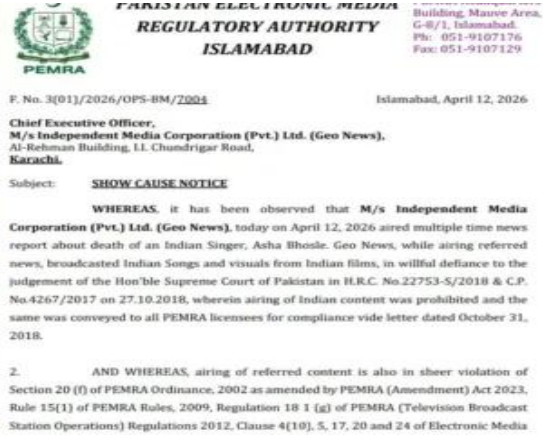 PAKISTAN ELECTRONIC MEDIA
REGULATORY AUTHORITY
ISLAMABAD
Building, Mauve Area,
G-8/1, Islamabad.
Ph: 051-9107176
Fax: 051-9107129
PEMRA
F. No. 3(01)/2026/OPS-BM/7004 Islamabad, April 12, 2026
Chief Executive Officer,
M/s Independent Media Corporation (Pvt.) Ltd. (Geo News),
Al-Rehman Building, I.I. Chundrigar Road,
Karachi.
Subject: SHOW CAUSE NOTICE
WHEREAS, it has been observed that M/s Independent Media
Corporation (Pvt.) Ltd. (Geo News), today on April 12, 2026 aired multiple time news
report about death of an Indian Singer, Asha Bhosle. Geo News, while airing referred
news, broadcasted Indian Songs and visuals from Indian films, in willful defiance to the
judgement of the Hon'ble Supreme Court of Pakistan in H.R.C. No.22753-S/2018 & C.P.
No.4267/2017 on 27.10.2018, wherein airing of Indian content was prohibited and the
same was conveyed to all PEMRA licensees for compliance vide letter dated October 31,
2018.
2. AND WHEREAS, airing of referred content is also in sheer violation of
Section 20 (f) of PEMRA Ordinance, 2002 as amended by PEMRA (Amendment) Act 2023,
Rule 15(1) of PEMRA Rules, 2009, Regulation 18 1 (g) of PEMRA (Television Broadcast
Station Operations) Regulations 2012, Clause 4(10), 5, 17, 20 and 24 of Electronic Media